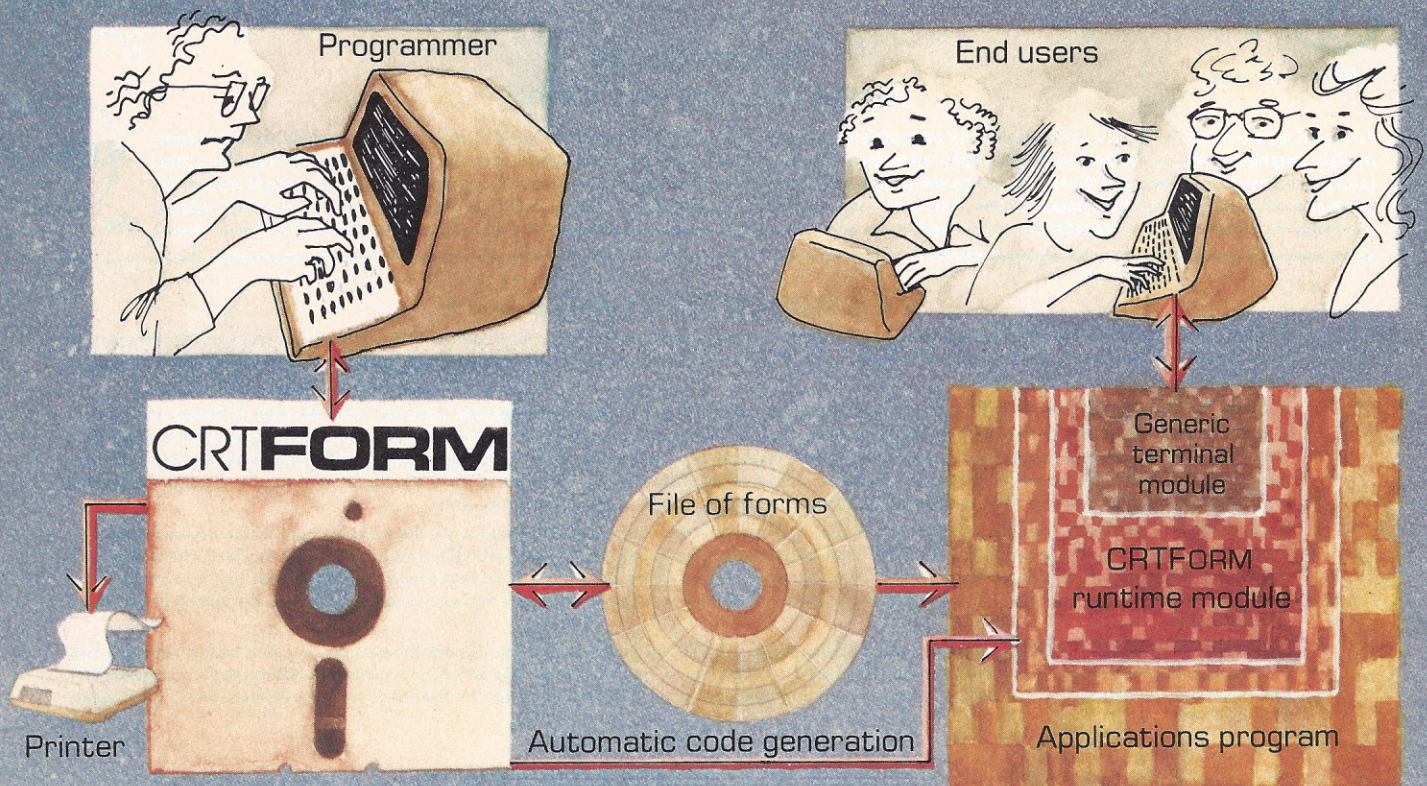 Programmer
End users
CRTFORM
File of forms
Generic
terminal
module
CRTFORM
runtime module
Printer
Automatic code generation
Applications program